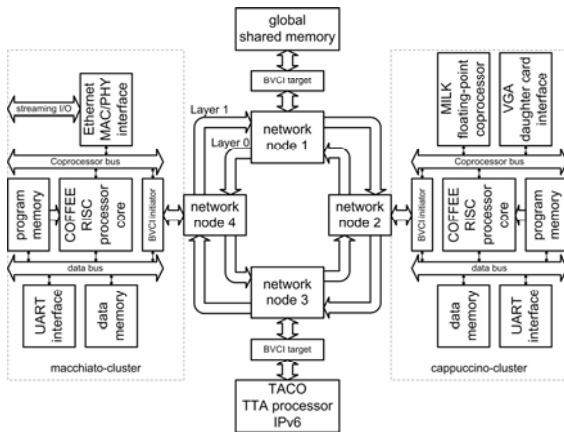 global
shared memory
BVCI target
Layer 1
Layer 0
network
node 1
network
node 4
network
node 2
network
node 3
BVCI target
TACO
TTA processor
IPv6
streaming I/O
Ethernet
MAC/PHY
interface
Coprocessor bus
program
memory
COFFEE
RISC
processor
core
BVCI initiator
data bus
UART
interface
data
memory
macchiato-cluster
MILK
floating-point
coprocessor
VGA
daughter card
interface
Coprocessor bus
BVCI initiator
COFFEE
RISC
processor
core
program
memory
data bus
data
memory
UART
interface
cappuccino-cluster